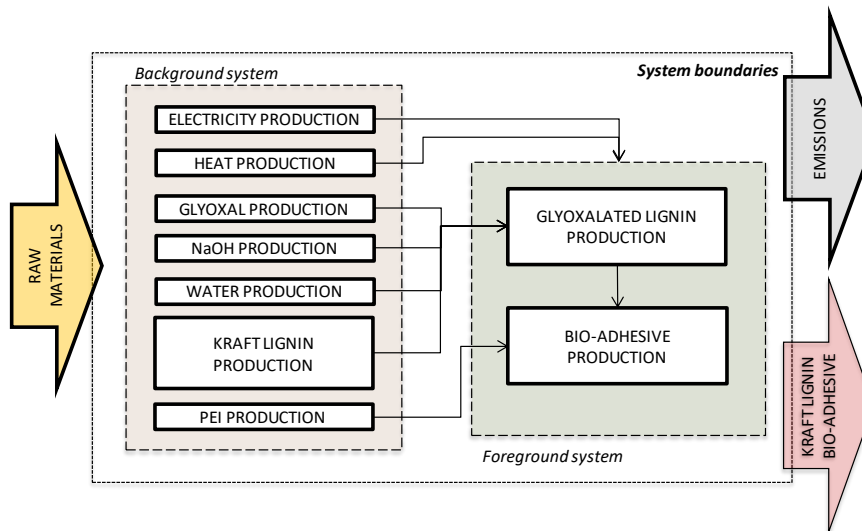 Background system
System boundaries
ELECTRICITY PRODUCTION
HEAT PRODUCTION
GLYOXAL PRODUCTION
NaOH PRODUCTION
WATER PRODUCTION
KRAFT LIGNIN
PRODUCTION
PEI PRODUCTION
GLYOXALATED LIGNIN
PRODUCTION
BIO-ADHESIVE
PRODUCTION
Foreground system
RAW
MATERIALS
EMISSIONS
KRAFT LIGNIN
BIO-ADHESIVE